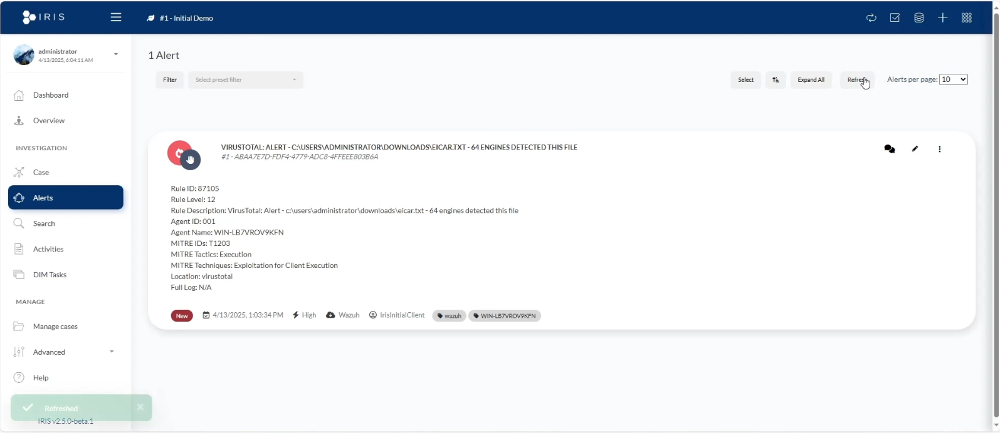 IRIS
#1 - Initial Demo
administrator
4/13/2025, 6:04:11 AM
Dashboard
Overview
INVESTIGATION
Case
Alerts
Search
Activities
DIM Tasks
MANAGE
Manage cases
Advanced
Help
Refreshed
IRIS v2.5.0-beta.1
1 Alert
Filter
Select preset filter
Select
Expand All
Refresh
Alerts per page: 10
VIRUSTOTAL: ALERT - C:\USERS\ADMINISTRATOR\DOWNLOADS\EICAR.TXT - 64 ENGINES DETECTED THIS FILE
#1 - ABAA7E7D-FDF4-4779-ADC8-4FFEEE803B6A
Rule ID: 87105
Rule Level: 12
Rule Description: VirusTotal: Alert - c:\users\administrator\downloads\eicar.txt - 64 engines detected this file
Agent ID: 001
Agent Name: WIN-LB7VROV9KFN
MITRE IDs: T1203
MITRE Tactics: Execution
MITRE Techniques: Exploitation for Client Execution
Location: virustotal
Full Log: N/A
New 4/13/2025, 1:03:34 PM High Wazuh IrisInitialClient wazuh WIN-LB7VROV9KFN